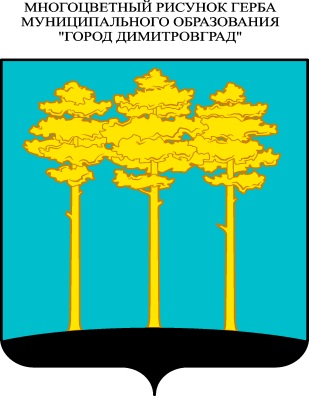 МНОГОЦВЕТНЫЙ РИСУНОК ГЕРБА
МУНИЦИПАЛЬНОГО ОБРАЗОВАНИЯ
"ГОРОД ДИМИТРОВГРАД"